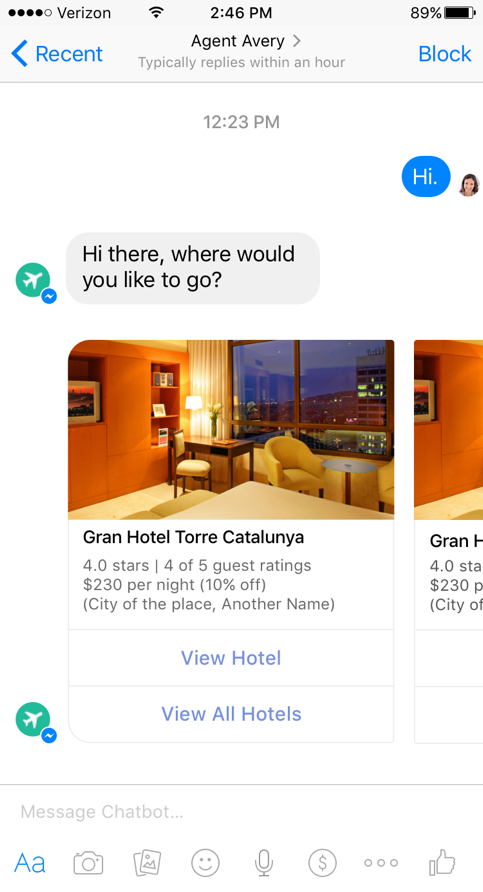 Verizon 2:46 PM 89%
Recent Agent Avery Block
Typically replies within an hour
12:23 PM
Hi.
Hi there, where would
you like to go?
Gran Hotel Torre Catalunya
4.0 stars | 4 of 5 guest ratings
$230 per night (10% off)
(City of the place, Another Name)
View Hotel
View All Hotels
Gran H
4.0 sta
$230 p
(City of
Message Chatbot...
Aa
$